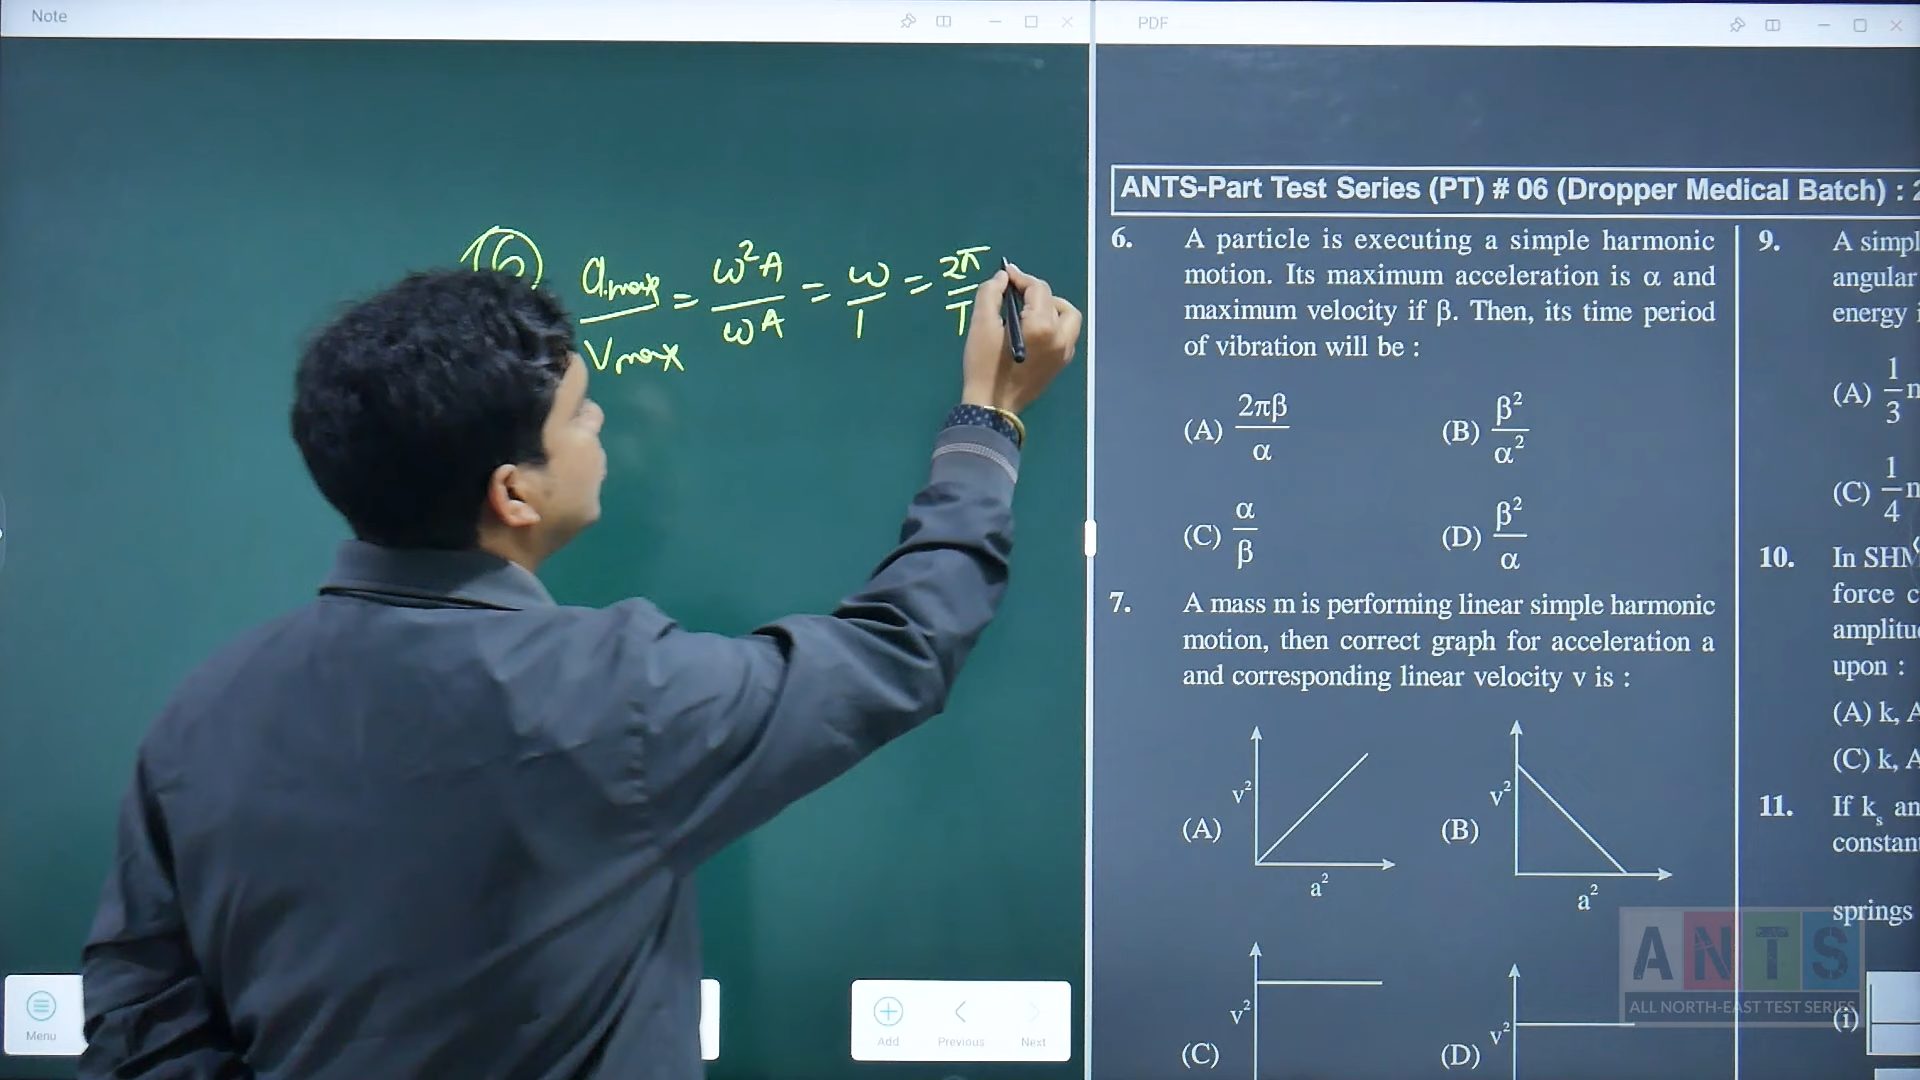 Note
PDF
6
a.max / Vmax = ω²A / ωA = ω / 1 = 2π / T
ANTS-Part Test Series (PT) # 06 (Dropper Medical Batch) :
6. A particle is executing a simple harmonic
motion. Its maximum acceleration is α and
maximum velocity if β. Then, its time period
of vibration will be :
(A) 2πβ / α (B) β² / α²
(C) α / β (D) β² / α
7. A mass m is performing linear simple harmonic
motion, then correct graph for acceleration a
and corresponding linear velocity v is :
(A) v² a² (B) v² a²
(C) v² (D) v²
9. A simpl
angular
energy i
(A) 1/3
(C) 1/4
10. In SHM
force c
amplitu
upon :
(A) k, A
(C) k, A
11. If kₛ an
constan
springs
(i)
ANTS
ALL NORTH-EAST TEST SERIES
Menu
Add Previous Next